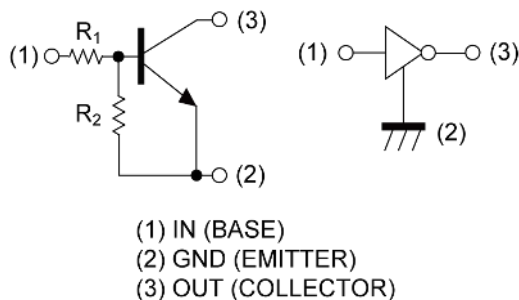 (3)
R1
(1)
R2
(2)
(1)
(3)
(2)
(1) IN (BASE)
(2) GND (EMITTER)
(3) OUT (COLLECTOR)